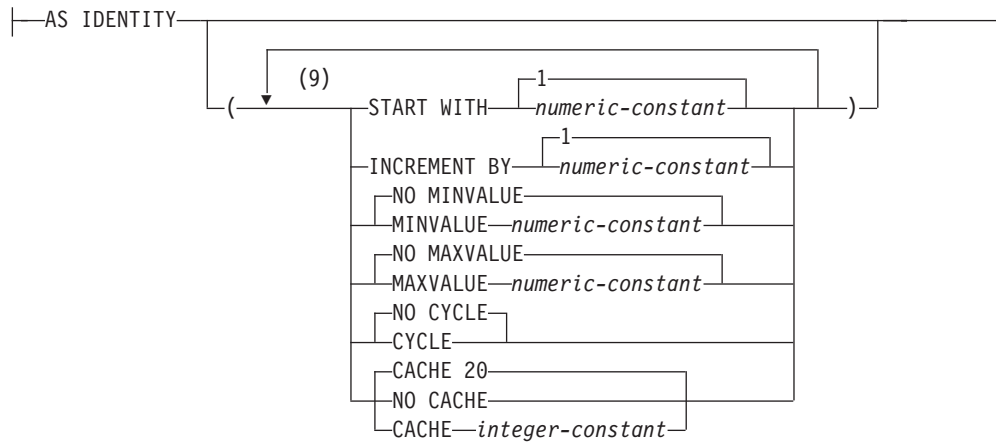 AS IDENTITY
(9)
1
( START WITH numeric-constant )
1
INCREMENT BY numeric-constant
NO MINVALUE
MINVALUE numeric-constant
NO MAXVALUE
MAXVALUE numeric-constant
NO CYCLE
CYCLE
CACHE 20
NO CACHE
CACHE integer-constant